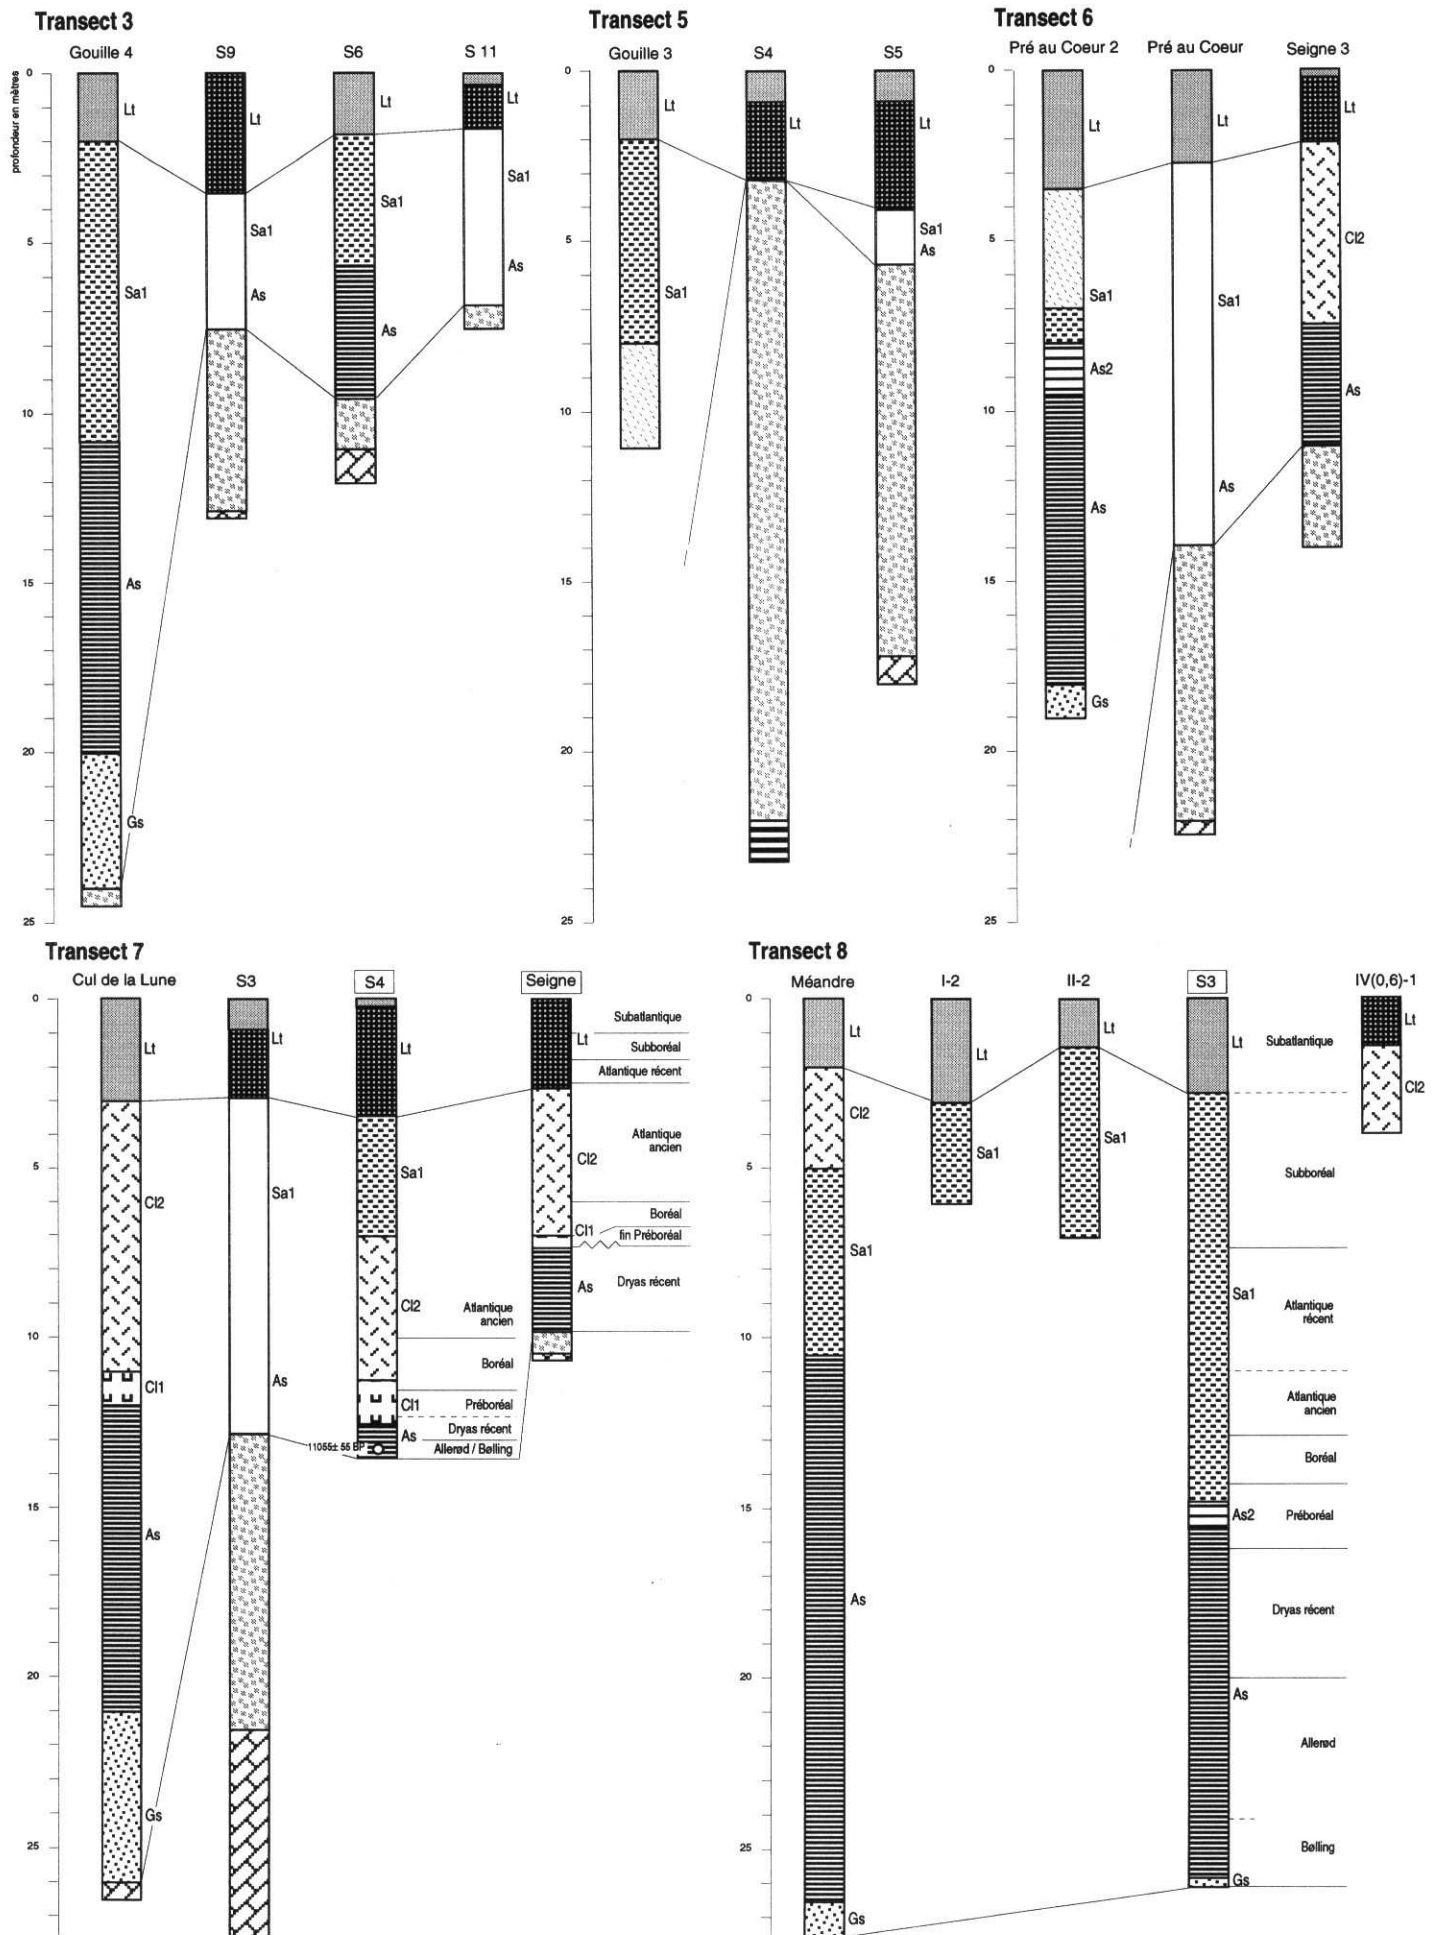 Transect 3
Gouille 4
S9
S6
S 11
profondeur en mètres
0
5
10
15
20
25
Lt
Sa1
As
Gs
Lt
Sa1
As
Lt
Sa1
As
Lt
Sa1
As
Transect 5
Gouille 3
S4
S5
0
5
10
15
20
25
Lt
Sa1
Lt
Lt
Sa1
As
Transect 6
Pré au Coeur 2
Pré au Coeur
Seigne 3
0
5
10
15
20
25
Lt
Sa1
As2
As
Gs
Lt
Sa1
As
Lt
Cl2
As
Transect 7
Cul de la Lune
S3
S4
Seigne
0
5
10
15
20
25
Lt
Cl2
Cl1
As
Gs
Lt
Sa1
As
Lt
Sa1
Cl2
Cl1
As
11055± 55 BP
Atlantique
ancien
Boréal
Préboréal
Dryas récent
Allerød / Bølling
Lt
Cl2
Cl1
As
Subatlantique
Subboréal
Atlantique récent
Atlantique
ancien
Boréal
fin Préboréal
Dryas récent
Transect 8
Méandre
I-2
II-2
S3
IV(0,6)-1
0
5
10
15
20
25
Lt
Cl2
Sa1
As
Gs
Lt
Sa1
Lt
Sa1
Lt
Sa1
As2
As
Gs
Subatlantique
Subboréal
Atlantique
récent
Atlantique
ancien
Boréal
Préboréal
Dryas récent
Allerød
Bølling
Lt
Cl2